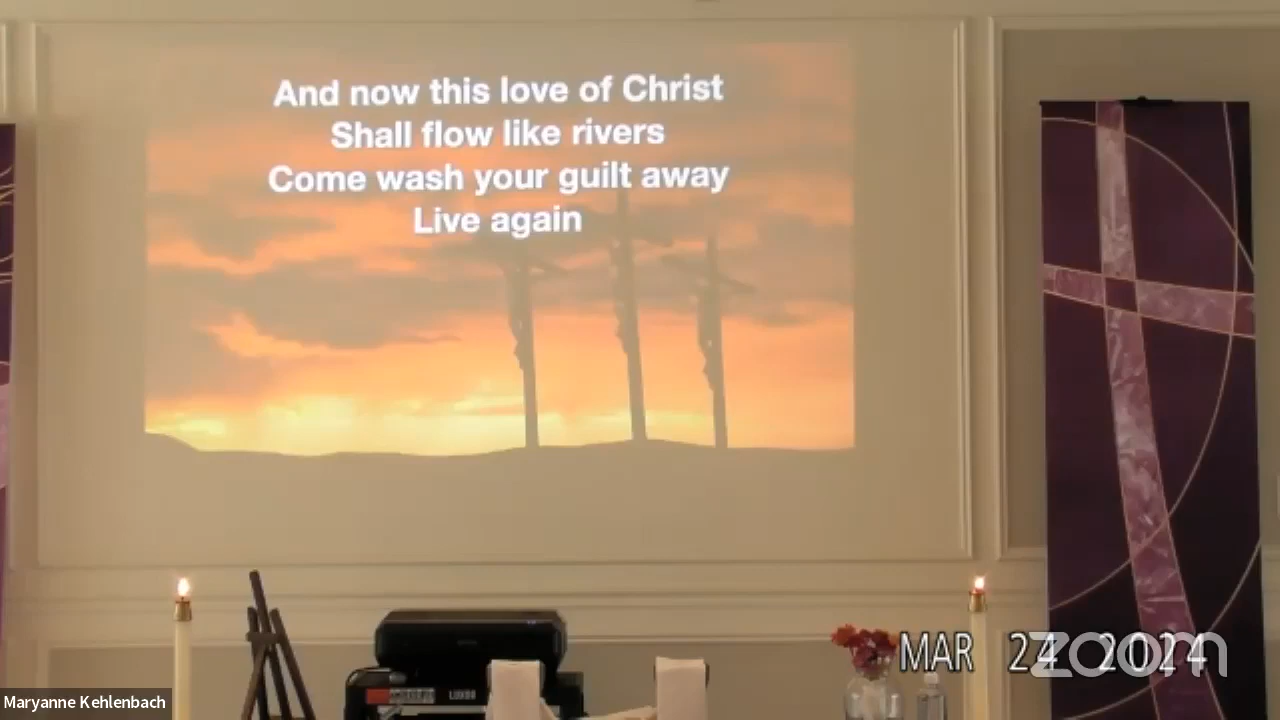 And now this love of Christ
Shall flow like rivers
Come wash your guilt away
Live again
MAR 24 2024
zoom
Maryanne Kehlenbach